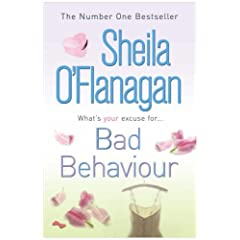 The Number One Bestseller
Sheila
O'Flanagan
What's your excuse for...
Bad
Behaviour